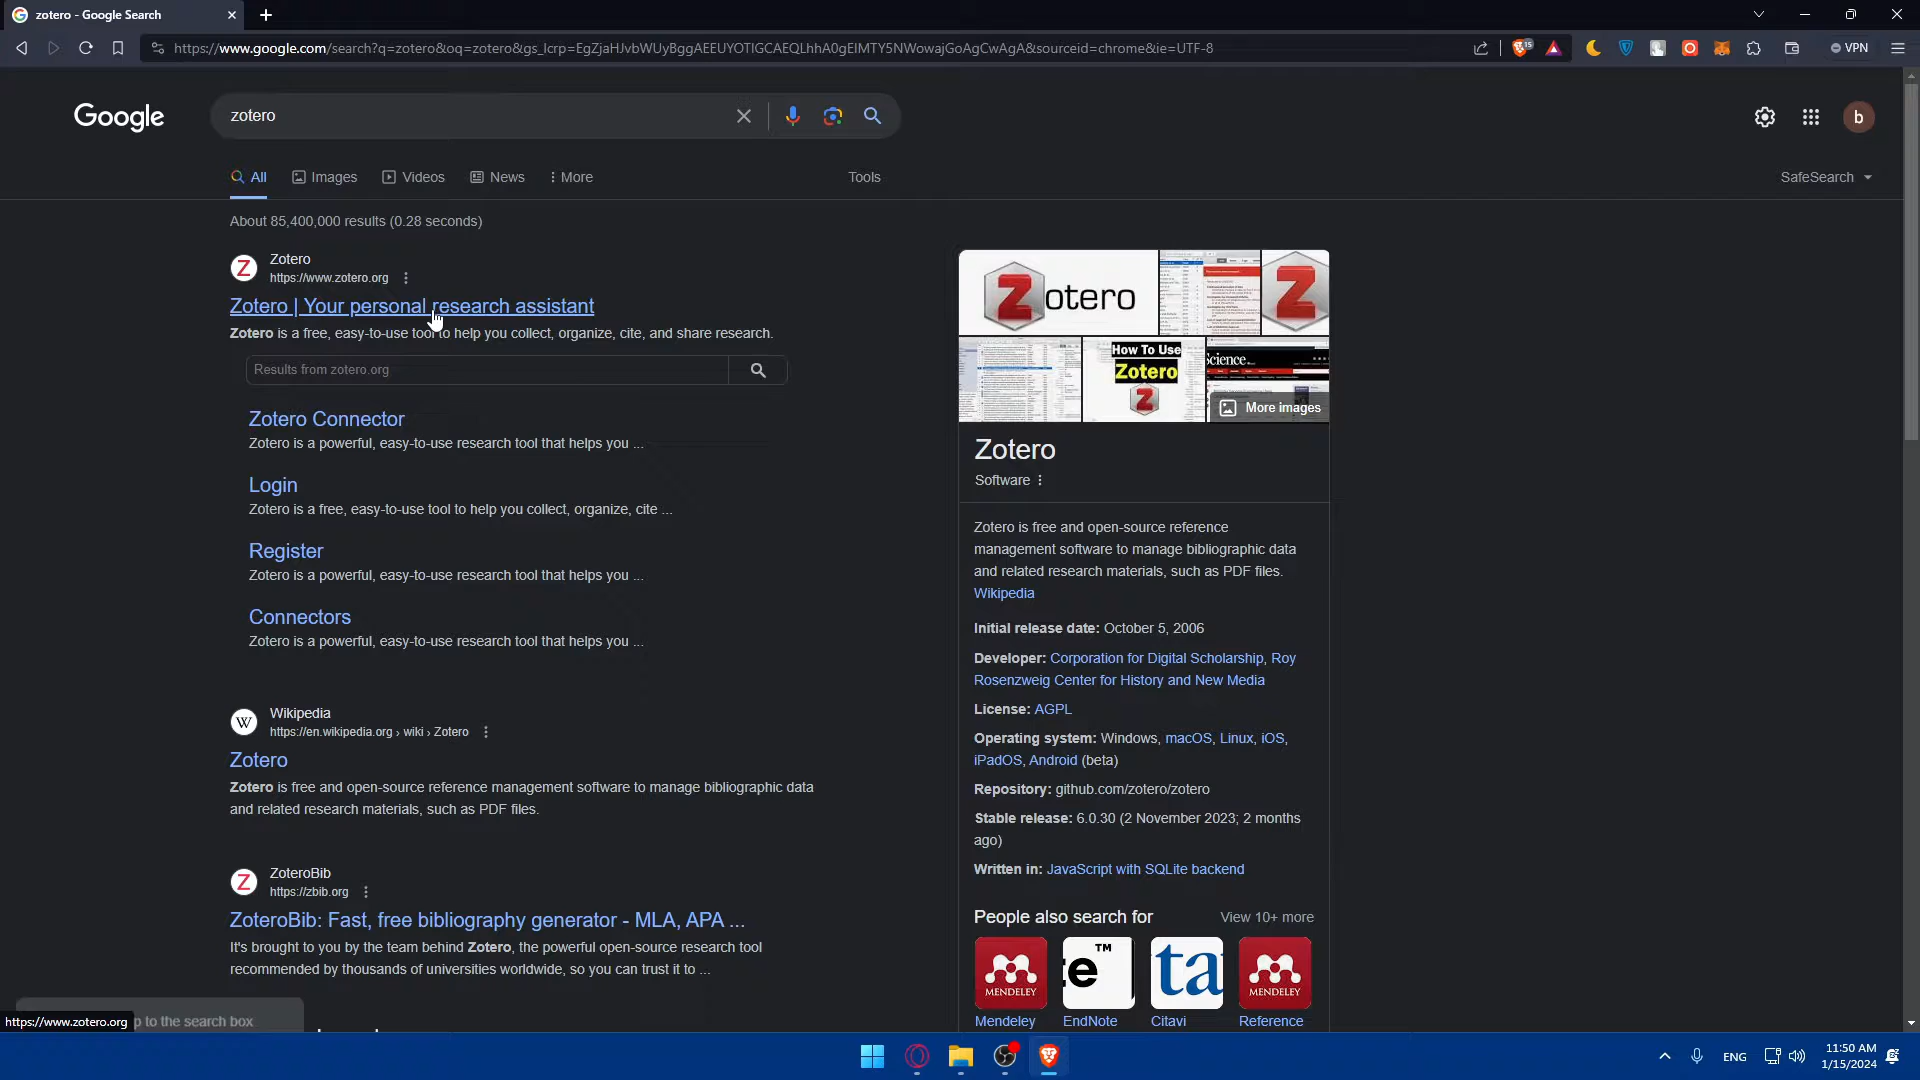 zotero - Google Search
https://www.google.com/search?q=zotero&oq=zotero&gs_lcrp=EgZjaHJvbWUyBggAEEUYOTIGCAEQLhhA0gEIMTY5NWowajGoAgCwAgA&sourceid=chrome&ie=UTF-8
15
VPN
Google
zotero
b
All
Images
Videos
News
More
Tools
SafeSearch
About 85,400,000 results (0.28 seconds)
Z
Zotero
https://www.zotero.org
Zotero | Your personal research assistant
Zotero is a free, easy-to-use tool to help you collect, organize, cite, and share research.
Results from zotero.org
Zotero Connector
Zotero is a powerful, easy-to-use research tool that helps you ...
Login
Zotero is a free, easy-to-use tool to help you collect, organize, cite ...
Register
Zotero is a powerful, easy-to-use research tool that helps you ...
Connectors
Zotero is a powerful, easy-to-use research tool that helps you ...
W
Wikipedia
https://en.wikipedia.org › wiki › Zotero
Zotero
Zotero is free and open-source reference management software to manage bibliographic data
and related research materials, such as PDF files.
Z
ZoteroBib
https://zbib.org
ZoteroBib: Fast, free bibliography generator - MLA, APA ...
It's brought to you by the team behind Zotero, the powerful open-source research tool
recommended by thousands of universities worldwide, so you can trust it to ...
https://www.zotero.org
p to the search box
Zotero
Z
How To Use
Zotero
Z
Science
More images
Zotero
Software
Zotero is free and open-source reference
management software to manage bibliographic data
and related research materials, such as PDF files.
Wikipedia
Initial release date: October 5, 2006
Developer: Corporation for Digital Scholarship, Roy
Rosenzweig Center for History and New Media
License: AGPL
Operating system: Windows, macOS, Linux, iOS,
iPadOS, Android (beta)
Repository: github.com/zotero/zotero
Stable release: 6.0.30 (2 November 2023; 2 months
ago)
Written in: JavaScript with SQLite backend
People also search for
View 10+ more
MENDELEY
TM
te
ta
MENDELEY
Mendeley
EndNote
Citavi
Reference
ENG
11:50 AM
1/15/2024